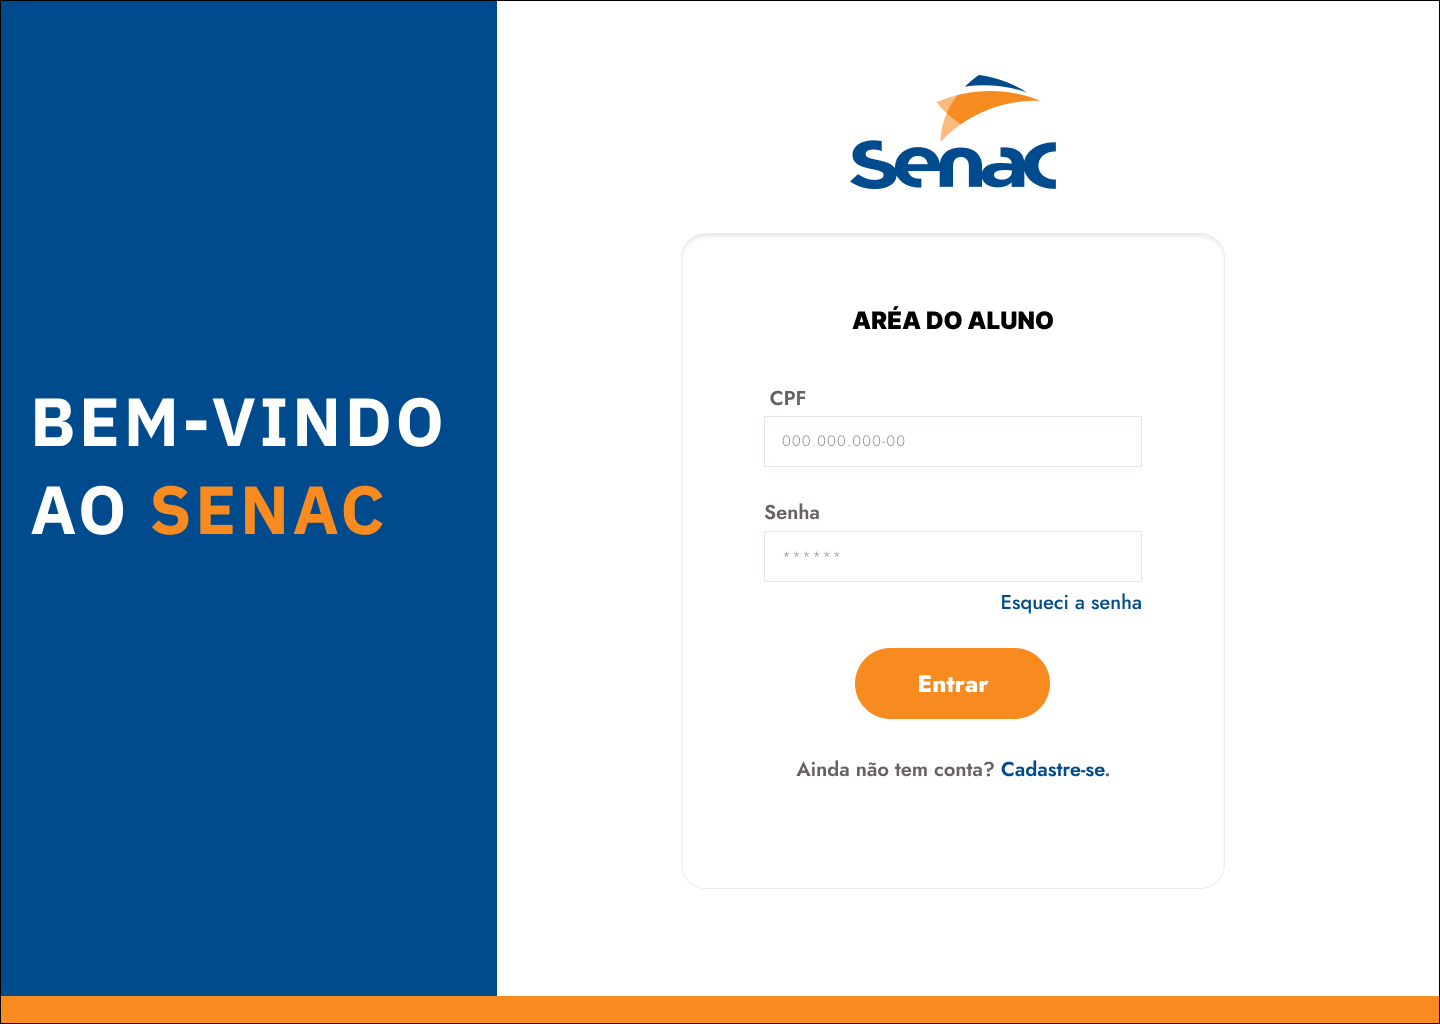 BEM-VINDO
AO SENAC
senac
ARÉA DO ALUNO
CPF
000.000.000-00
Senha
******
Esqueci a senha
Entrar
Ainda não tem conta? Cadastre-se.